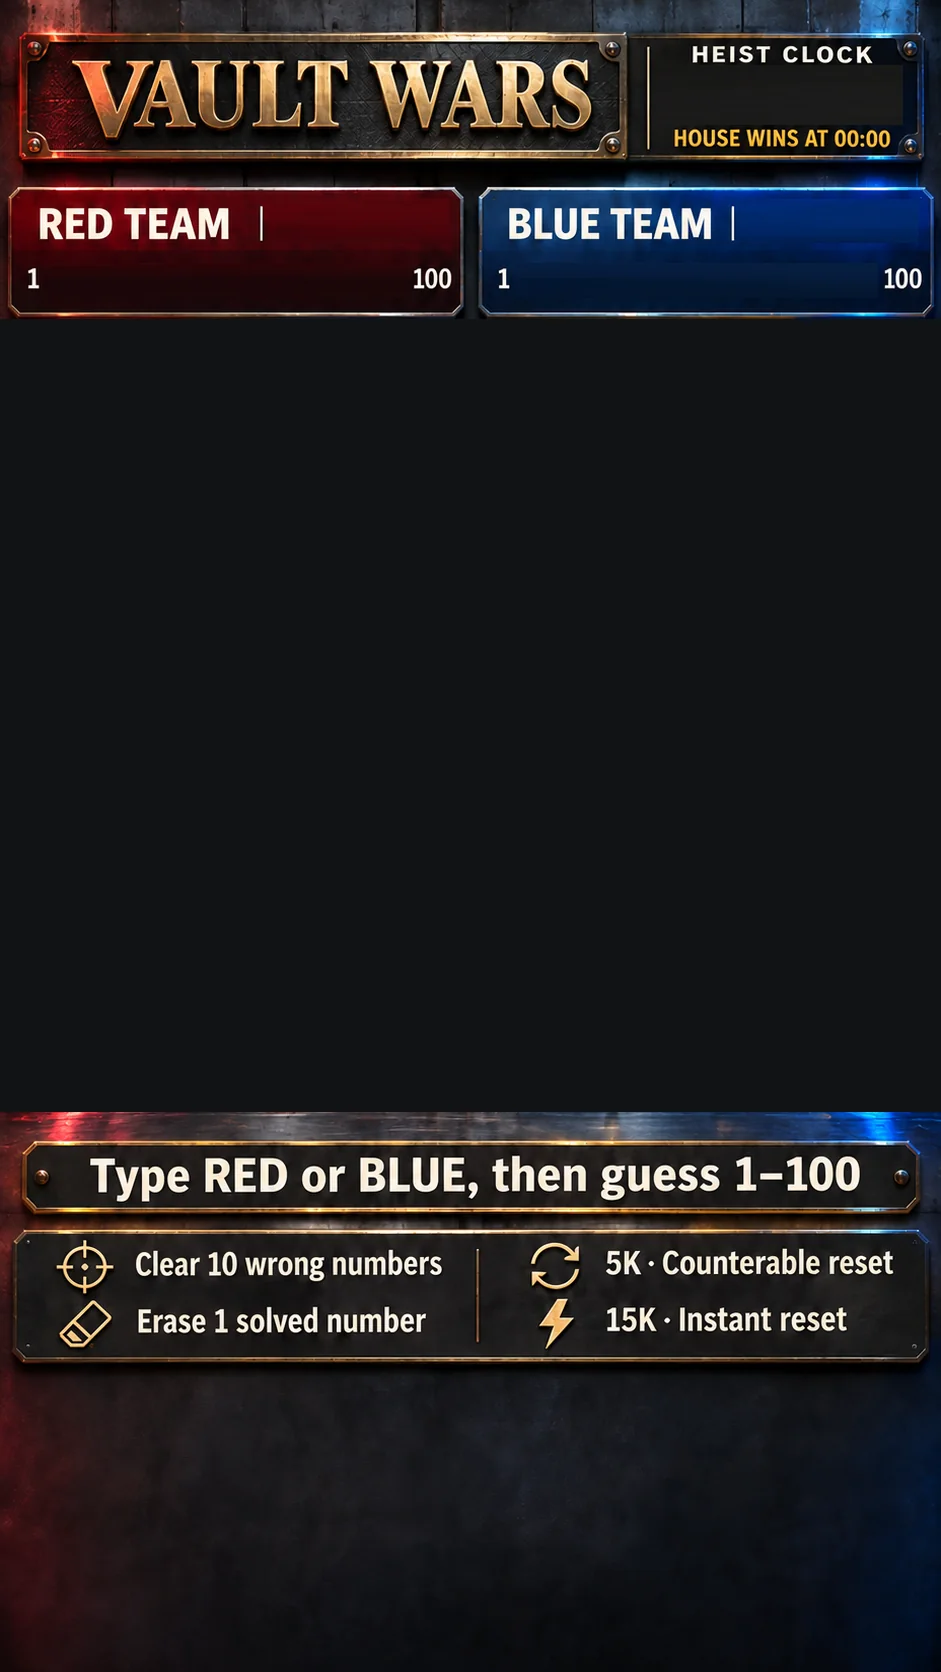 VAULT WARS
HEIST CLOCK
HOUSE WINS AT 00:00
RED TEAM
1 100
BLUE TEAM
1 100
Type RED or BLUE, then guess 1–100
Clear 10 wrong numbers
Erase 1 solved number
5K · Counterable reset
15K · Instant reset